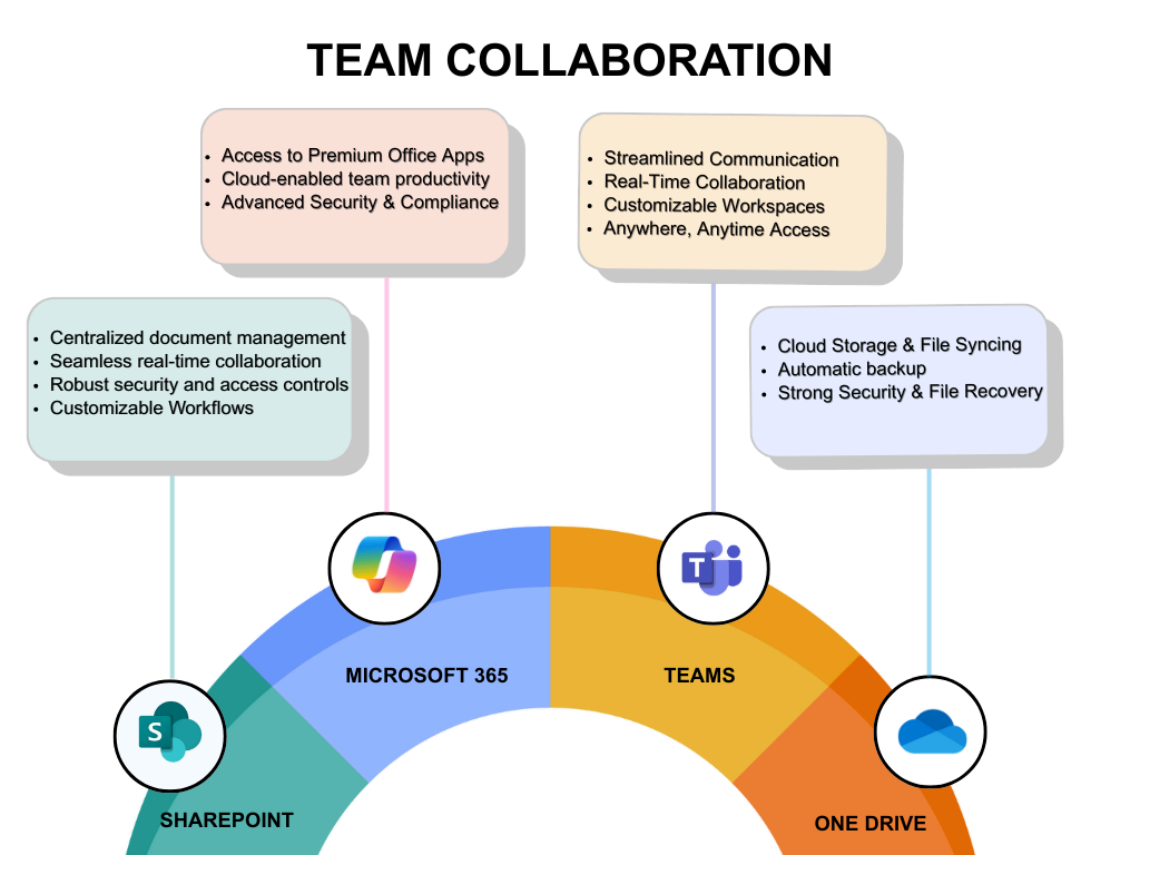 TEAM COLLABORATION
• Access to Premium Office Apps
• Cloud-enabled team productivity
• Advanced Security & Compliance
• Streamlined Communication
• Real-Time Collaboration
• Customizable Workspaces
• Anywhere, Anytime Access
• Centralized document management
• Seamless real-time collaboration
• Robust security and access controls
• Customizable Workflows
• Cloud Storage & File Syncing
• Automatic backup
• Strong Security & File Recovery
T
MICROSOFT 365
TEAMS
S
SHAREPOINT
ONE DRIVE